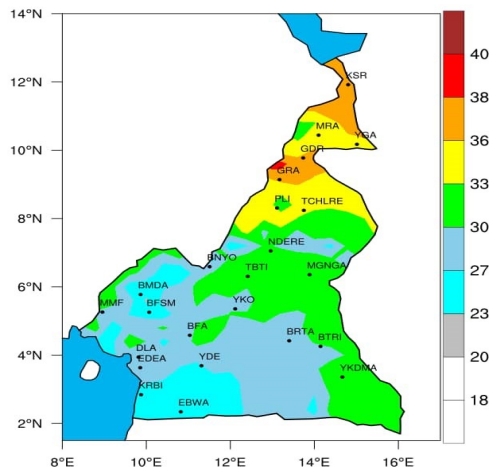 14°N
12°N
10°N
8°N
6°N
4°N
2°N
8°E
10°E
12°E
14°E
16°E
KSR
MRA
YGA
GDR
GRA
PLI
TCHLRE
NDERE
BNYO
TBTI
MGNGA
BMDA
MMF
BFSM
YKO
BFA
BRTA
BTRI
DLA
EDEA
YDE
YKDMA
KRBI
EBWA
40
38
36
33
30
27
23
20
18